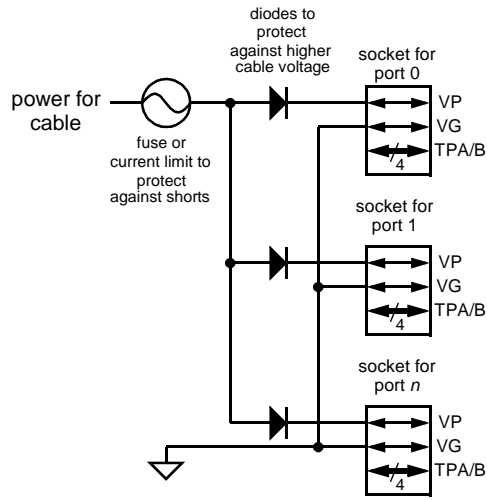 diodes to
protect
against higher
cable voltage
socket for
port 0
power for
cable
VP
VG
TPA/B
4
fuse or
current limit to
protect
against shorts
socket for
port 1
VP
VG
TPA/B
4
socket for
port n
VP
VG
TPA/B
4